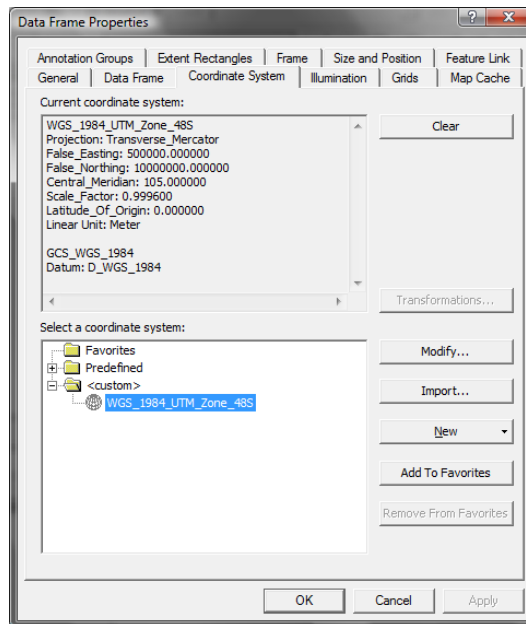 Data Frame Properties
?
Annotation Groups Extent Rectangles Frame Size and Position Feature Link
General Data Frame Coordinate System Illumination Grids Map Cache
Current coordinate system:
WGS_1984_UTM_Zone_48S
Projection: Transverse_Mercator
False_Easting: 500000.000000
False_Northing: 10000000.000000
Central_Meridian: 105.000000
Scale_Factor: 0.999600
Latitude_Of_Origin: 0.000000
Linear Unit: Meter
GCS_WGS_1984
Datum: D_WGS_1984
Clear
Transformations...
Select a coordinate system:
Favorites
Predefined
<custom>
WGS_1984_UTM_Zone_48S
Modify...
Import...
New
Add To Favorites
Remove From Favorites
OK Cancel Apply